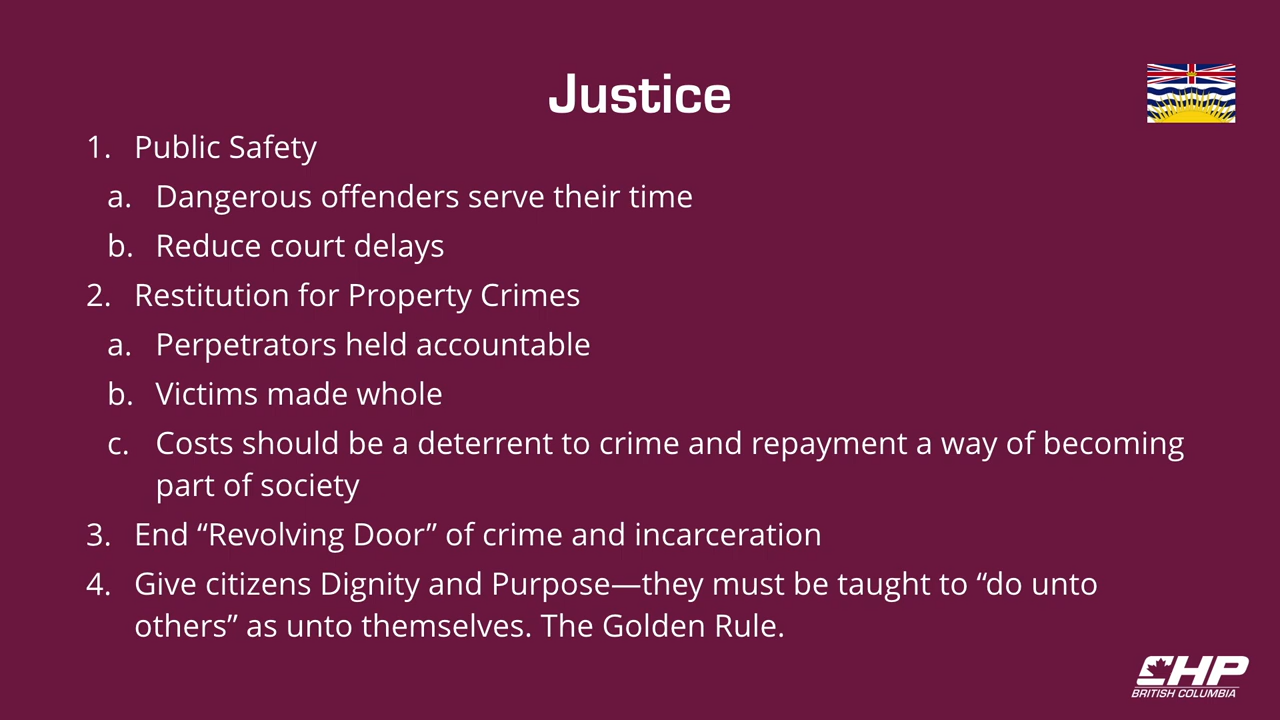 Justice
1. Public Safety
a. Dangerous offenders serve their time
b. Reduce court delays
2. Restitution for Property Crimes
a. Perpetrators held accountable
b. Victims made whole
c. Costs should be a deterrent to crime and repayment a way of becoming
part of society
3. End “Revolving Door” of crime and incarceration
4. Give citizens Dignity and Purpose—they must be taught to “do unto
others” as unto themselves. The Golden Rule.
CHP
BRITISH COLUMBIA